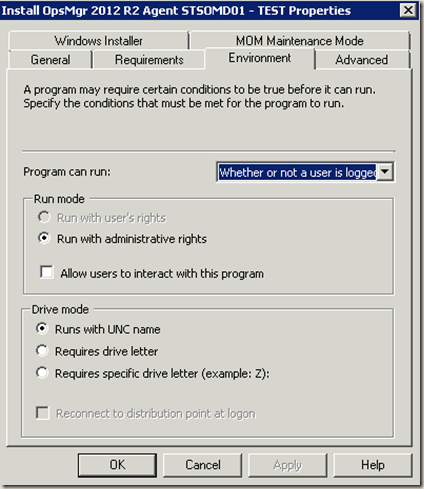 Install OpsMgr 2012 R2 Agent STSOMD01 - TEST Properties
Windows Installer
MOM Maintenance Mode
General
Requirements
Environment
Advanced
A program may require certain conditions to be true before it can run.
Specify the conditions that must be met for the program to run.
Program can run:
Whether or not a user is logged
Run mode
Run with user's rights
Run with administrative rights
Allow users to interact with this program
Drive mode
Runs with UNC name
Requires drive letter
Requires specific drive letter (example: Z):
Reconnect to distribution point at logon
OK
Cancel
Apply
Help